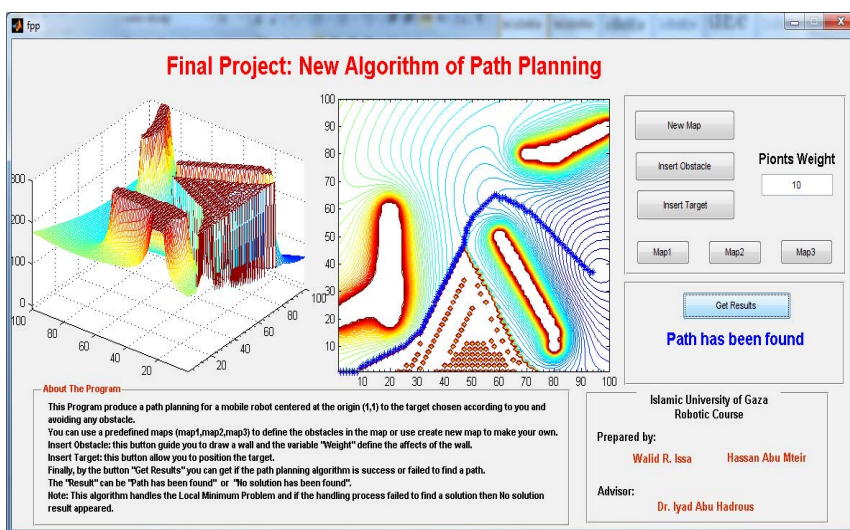 fpp
Final Project: New Algorithm of Path Planning
300
200
100
0
100
80
60
40
20
20
40
60
80
100
100
90
80
70
60
50
40
30
20
10
10 20 30 40 50 60 70 80 90 100
New Map
Insert Obstacle
Insert Target
Pionts Weight
10
Map1 Map2 Map3
Get Results
Path has been found
About The Program
This Program produce a path planning for a mobile robot centered at the origin (1,1) to the target chosen according to you and
avoiding any obstacle.
You can use a predefined maps (map1,map2,map3) to define the obstacles in the map or use create new map to make your own.
Insert Obstacle: this button guide you to draw a wall and the variable "Weight" define the affects of the wall.
Insert Target: this button allow you to position the target.
Finally, by the button "Get Results" you can get if the path planning algorithm is success or failed to find a path.
The "Result" can be "Path has been found" or "No solution has been found".
Note: This algorithm handles the Local Minimum Problem and if the handling process failed to find a solution then No solution
result appeared.
Islamic University of Gaza
Robotic Course
Prepared by:
Walid R. Issa Hassan Abu Mteir
Advisor:
Dr. Iyad Abu Hadrous